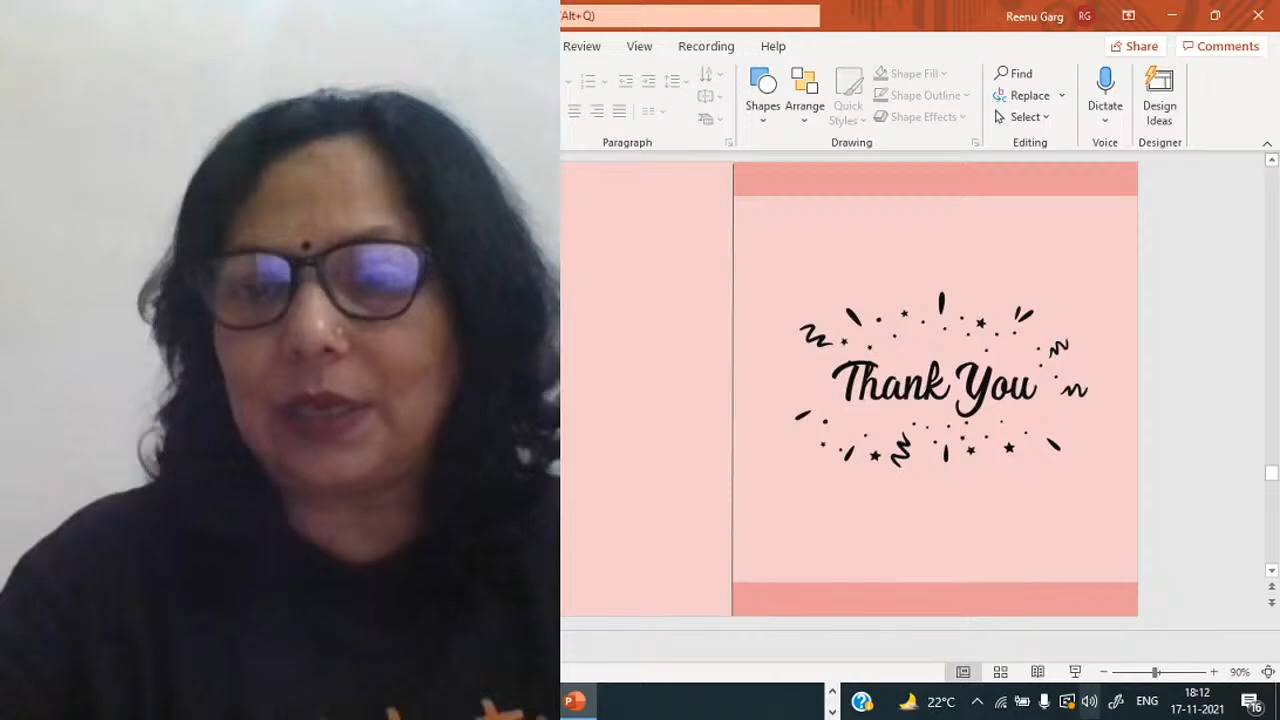 Alt+Q)
Reenu Garg
RG
Review
View
Recording
Help
Share
Comments
Shapes
Arrange
Quick
Styles
Shape Fill
Shape Outline
Shape Effects
Find
Replace
Select
Dictate
Design
Ideas
Paragraph
Drawing
Editing
Voice
Designer
Thank You
90%
22°C
ENG
18:12
17-11-2021
16